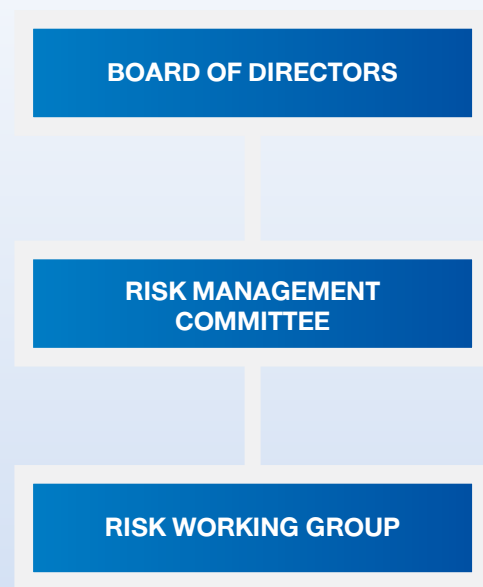 BOARD OF DIRECTORS
RISK MANAGEMENT
COMMITTEE
RISK WORKING GROUP